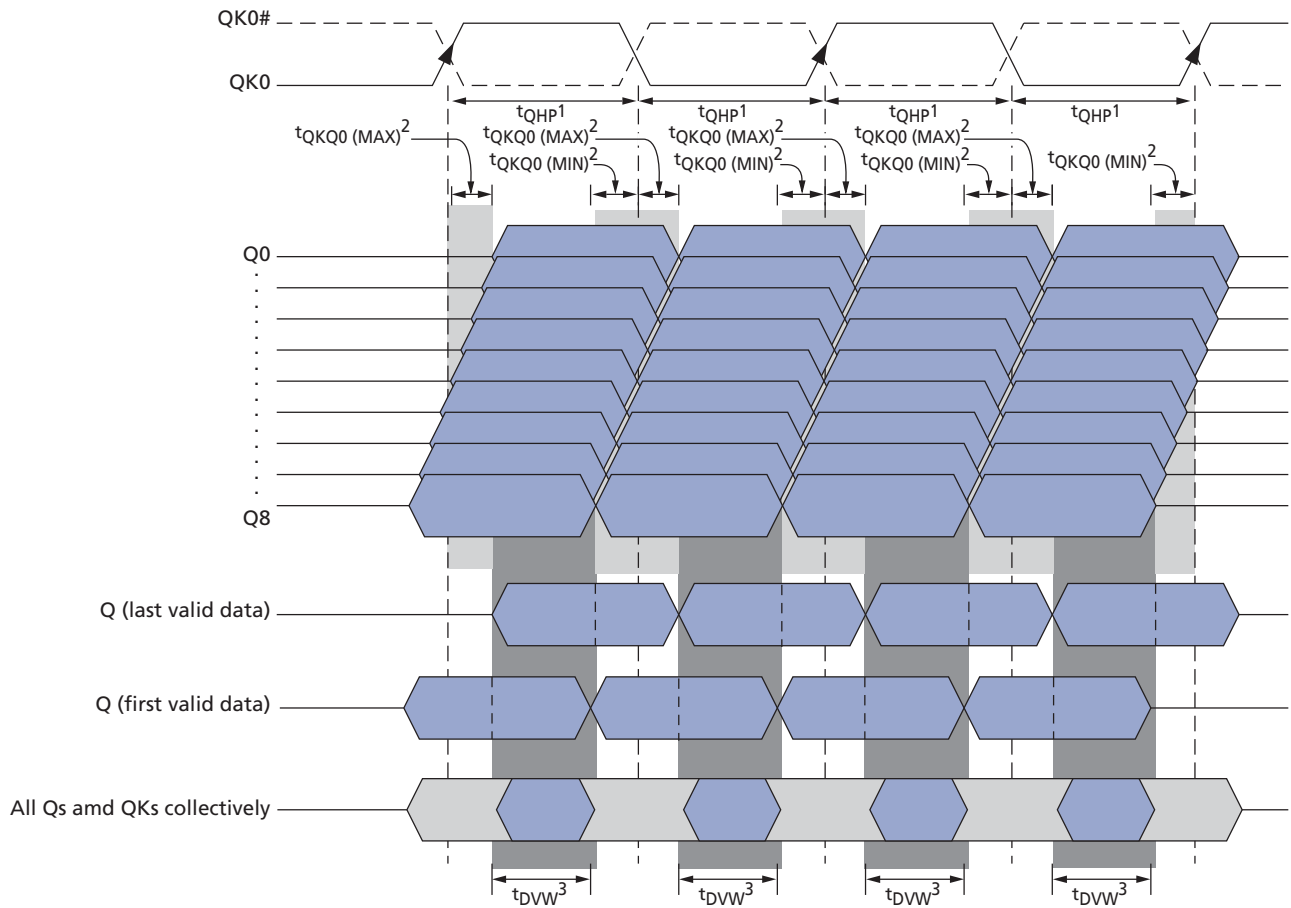 QK0#
QK0
tQHP1 tQHP1 tQHP1 tQHP1
tQKQ0 (MAX)2 tQKQ0 (MAX)2 tQKQ0 (MAX)2 tQKQ0 (MAX)2
tQKQ0 (MIN)2 tQKQ0 (MIN)2 tQKQ0 (MIN)2 tQKQ0 (MIN)2
Q0
Q8
Q (last valid data)
Q (first valid data)
All Qs amd QKs collectively
tDVW3 tDVW3 tDVW3 tDVW3